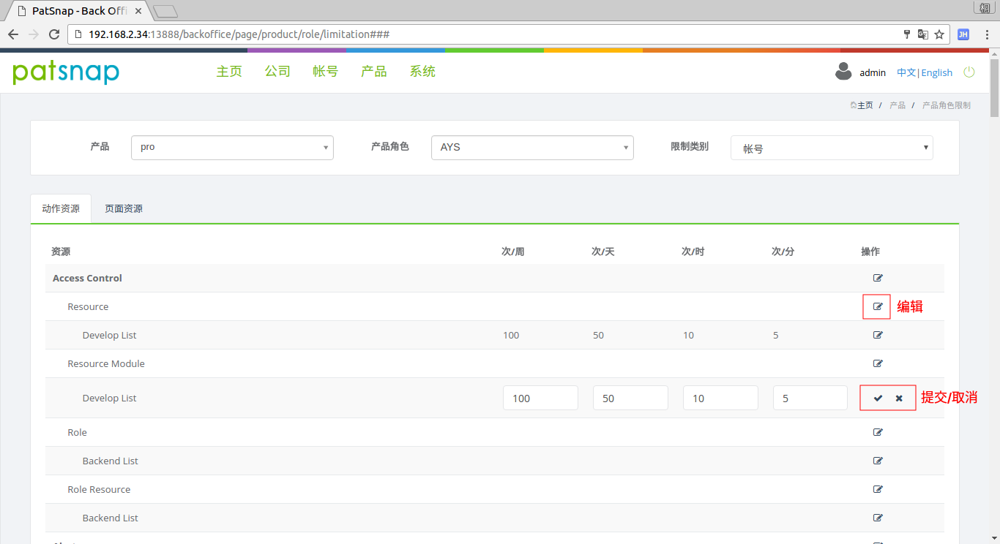 PatSnap - Back Offi
192.168.2.34:13888/backoffice/page/product/role/limitation###
JH
patsnap 主页 公司 帐号 产品 系统 admin 中文|English
主页 / 产品 / 产品角色限制
产品 pro 产品角色 AYS 限制类别 帐号
动作资源 页面资源
资源 次/周 次/天 次/时 次/分 操作
Access Control
Resource 编辑
Develop List 100 50 10 5
Resource Module
Develop List 100 50 10 5 提交/取消
Role
Backend List
Role Resource
Backend List